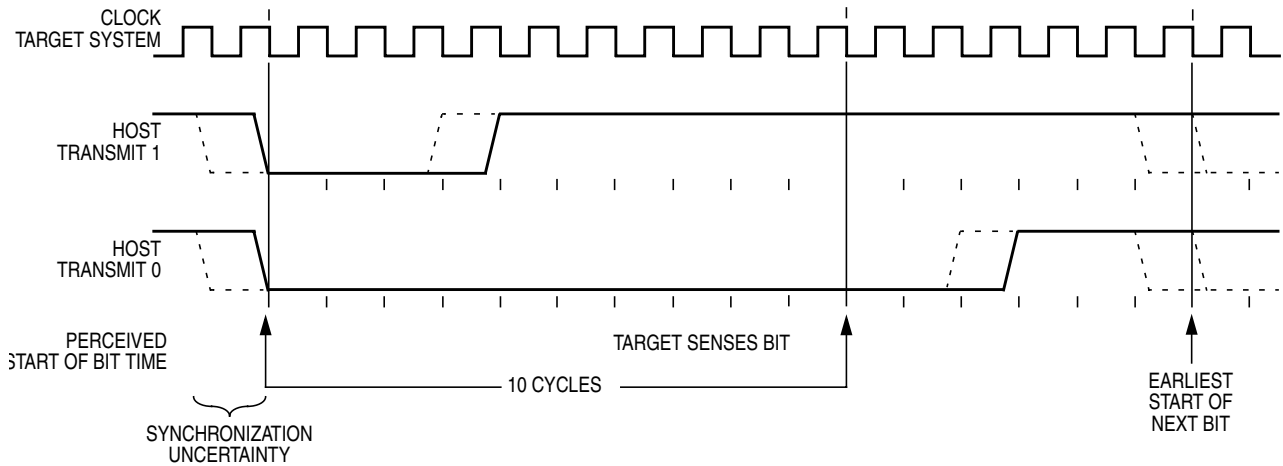 CLOCK
TARGET SYSTEM
HOST
TRANSMIT 1
HOST
TRANSMIT 0
PERCEIVED
START OF BIT TIME
TARGET SENSES BIT
10 CYCLES
EARLIEST
START OF
NEXT BIT
SYNCHRONIZATION
UNCERTAINTY